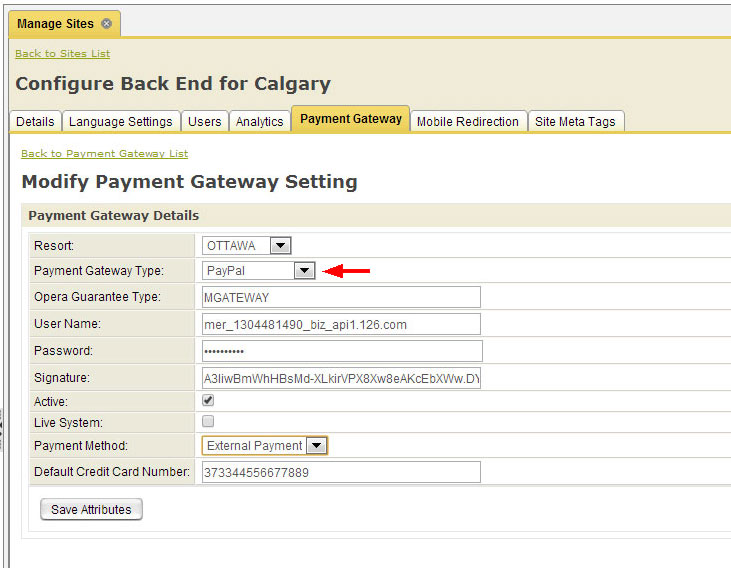 Manage Sites
Back to Sites List
Configure Back End for Calgary
Details Language Settings Users Analytics Payment Gateway Mobile Redirection Site Meta Tags
Back to Payment Gateway List
Modify Payment Gateway Setting
Payment Gateway Details
Resort: OTTAWA
Payment Gateway Type: PayPal
Opera Guarantee Type: MGATEWAY
User Name: mer_1304481490_biz_api1.126.com
Password: ••••••••••
Signature: A3IiwBmWhHBsMd-XLkirVPX8Xw8eAKcEbXWw.DY
Active:
Live System:
Payment Method: External Payment
Default Credit Card Number: 373344556677889
Save Attributes